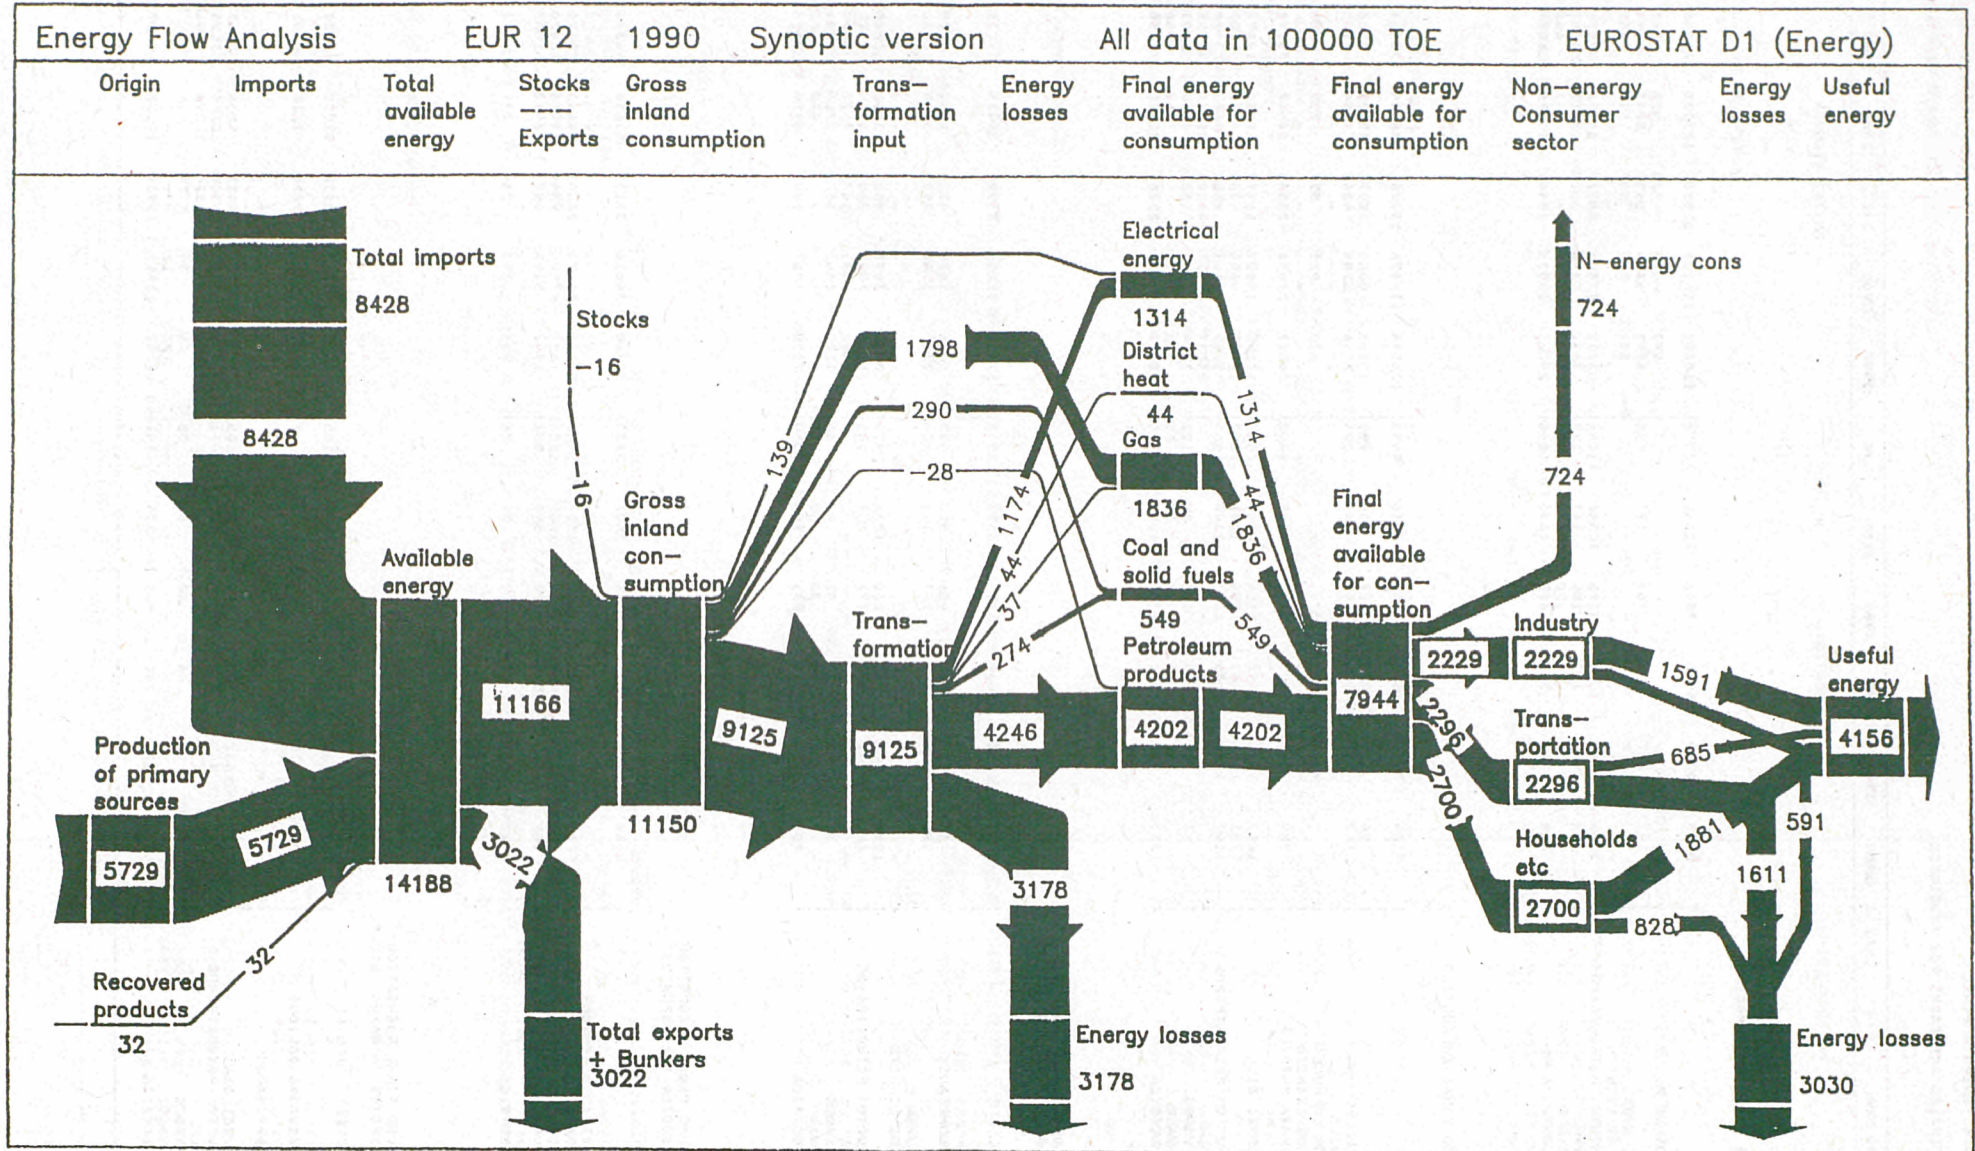 Energy Flow Analysis EUR 12 1990 Synoptic version All data in 100000 TOE EUROSTAT D1 (Energy)
Origin
Imports
Total
available
energy
Stocks
----
Exports
Gross
inland
consumption
Trans-
formation
input
Energy
losses
Final energy
available for
consumption
Final energy
available for
consumption
Non-energy
Consumer
sector
Energy
losses
Useful
energy
Total imports
8428
8428
Stocks
-16
-16
Production
of primary
sources
5729
5729
Recovered
products
32
32
Available
energy
14188
11166
3022
Total exports
+ Bunkers
3022
Gross
inland
con-
sumption
11150
139
1798
290
-28
9125
Trans-
formation
9125
1174
44
37
274
4246
3178
Energy losses
3178
Electrical
energy
1314
District
heat
44
Gas
1836
Coal and
solid fuels
549
Petroleum
products
4202
1314
44
1836
549
4202
Final
energy
available
for con-
sumption
7944
N-energy cons
724
724
2229
2296
2700
Industry
2229
Trans-
portation
2296
Households
etc
2700
1591
685
1881
828
591
1611
Useful
energy
4156
Energy losses
3030